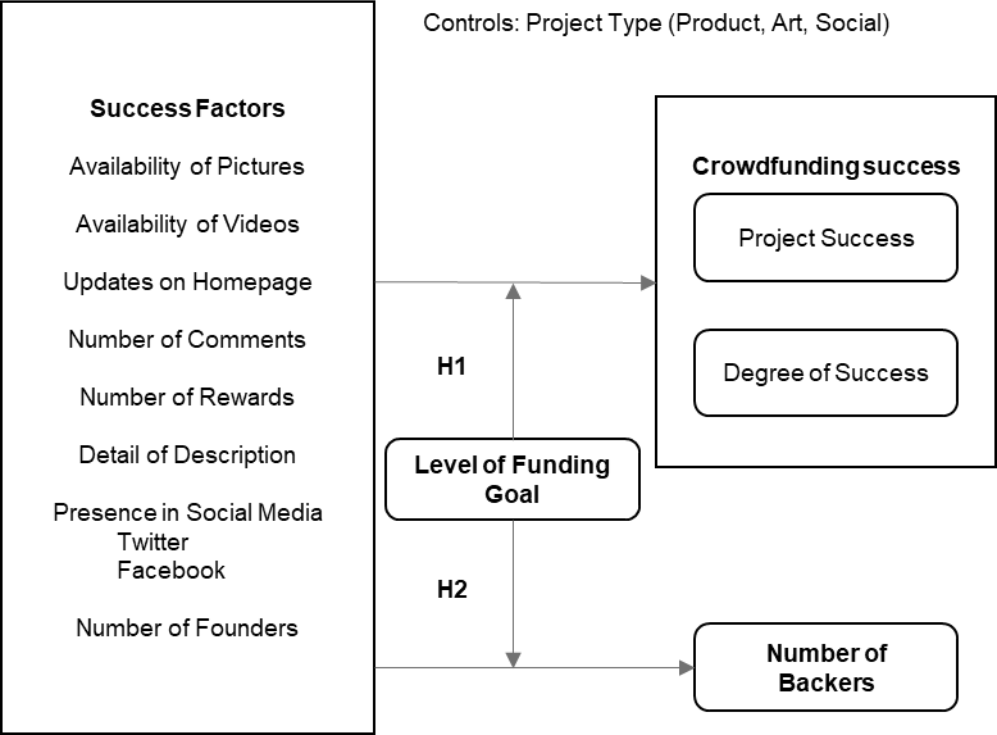 Controls: Project Type (Product, Art, Social)
Success Factors
Availability of Pictures
Availability of Videos
Updates on Homepage
Number of Comments
Number of Rewards
Detail of Description
Presence in Social Media
Twitter
Facebook
Number of Founders
H1
Level of Funding
Goal
H2
Crowdfunding success
Project Success
Degree of Success
Number of
Backers